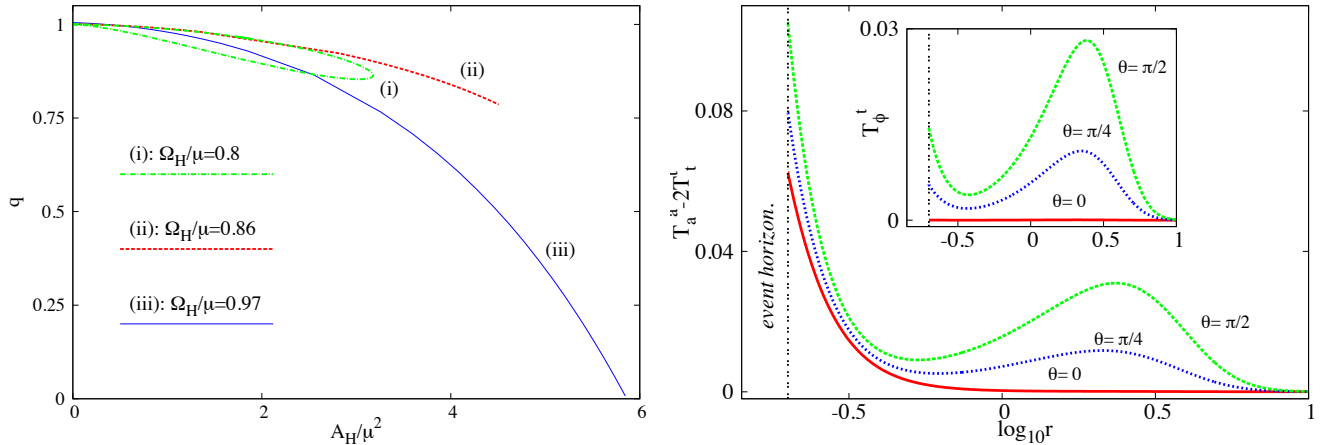 1
0.75
0.5
0.25
0
q
(i)
(ii)
(iii)
(i): Ω_H/μ=0.8
(ii): Ω_H/μ=0.86
(iii): Ω_H/μ=0.97
0 2 4 6
A_H/μ²
0.08
0.04
0
T_a^a-2T_t^t
event horizon.
θ= π/2
θ= π/4
θ= 0
-0.5 0 0.5 1
log₁₀r
0.03
0
T_φ^t
θ= π/2
θ= π/4
θ= 0
-0.5 0 0.5 1